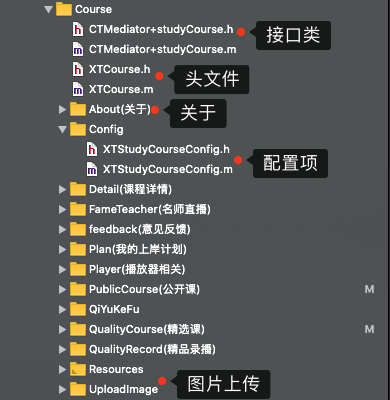 Course
h CTMediator+studyCourse.h
接口类
m CTMediator+studyCourse.m
h XTCourse.h
头文件
m XTCourse.m
About(关于)
关于
Config
h XTStudyCourseConfig.h
配置项
m XTStudyCourseConfig.m
Detail(课程详情)
FameTeacher(名师直播)
feedback(意见反馈)
Plan(我的上岸计划)
Player(播放器相关)
PublicCourse(公开课) M
QiYuKeFu
QualityCourse(精选课) M
QualityRecord(精品录播)
Resources
UploadImage
图片上传